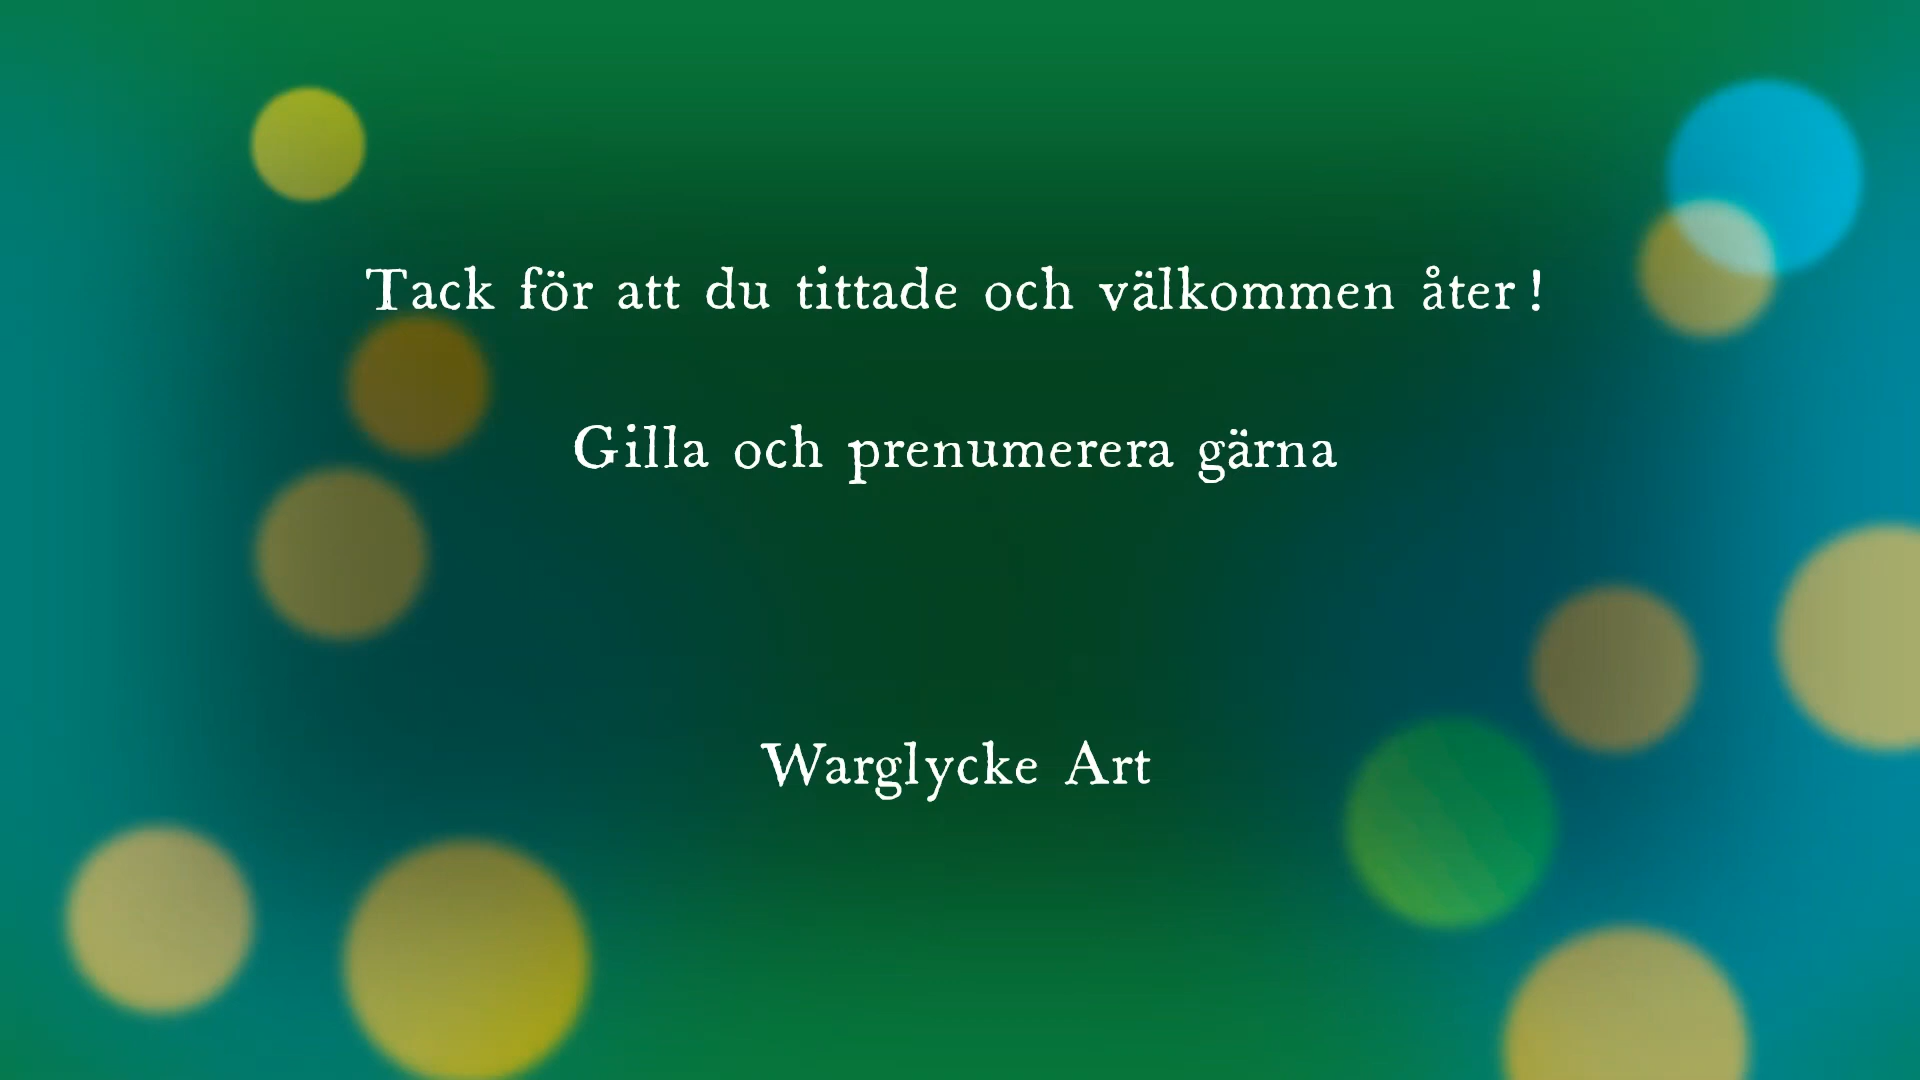 Tack för att du tittade och välkommen åter!
Gilla och prenumerera gärna
Warglycke Art